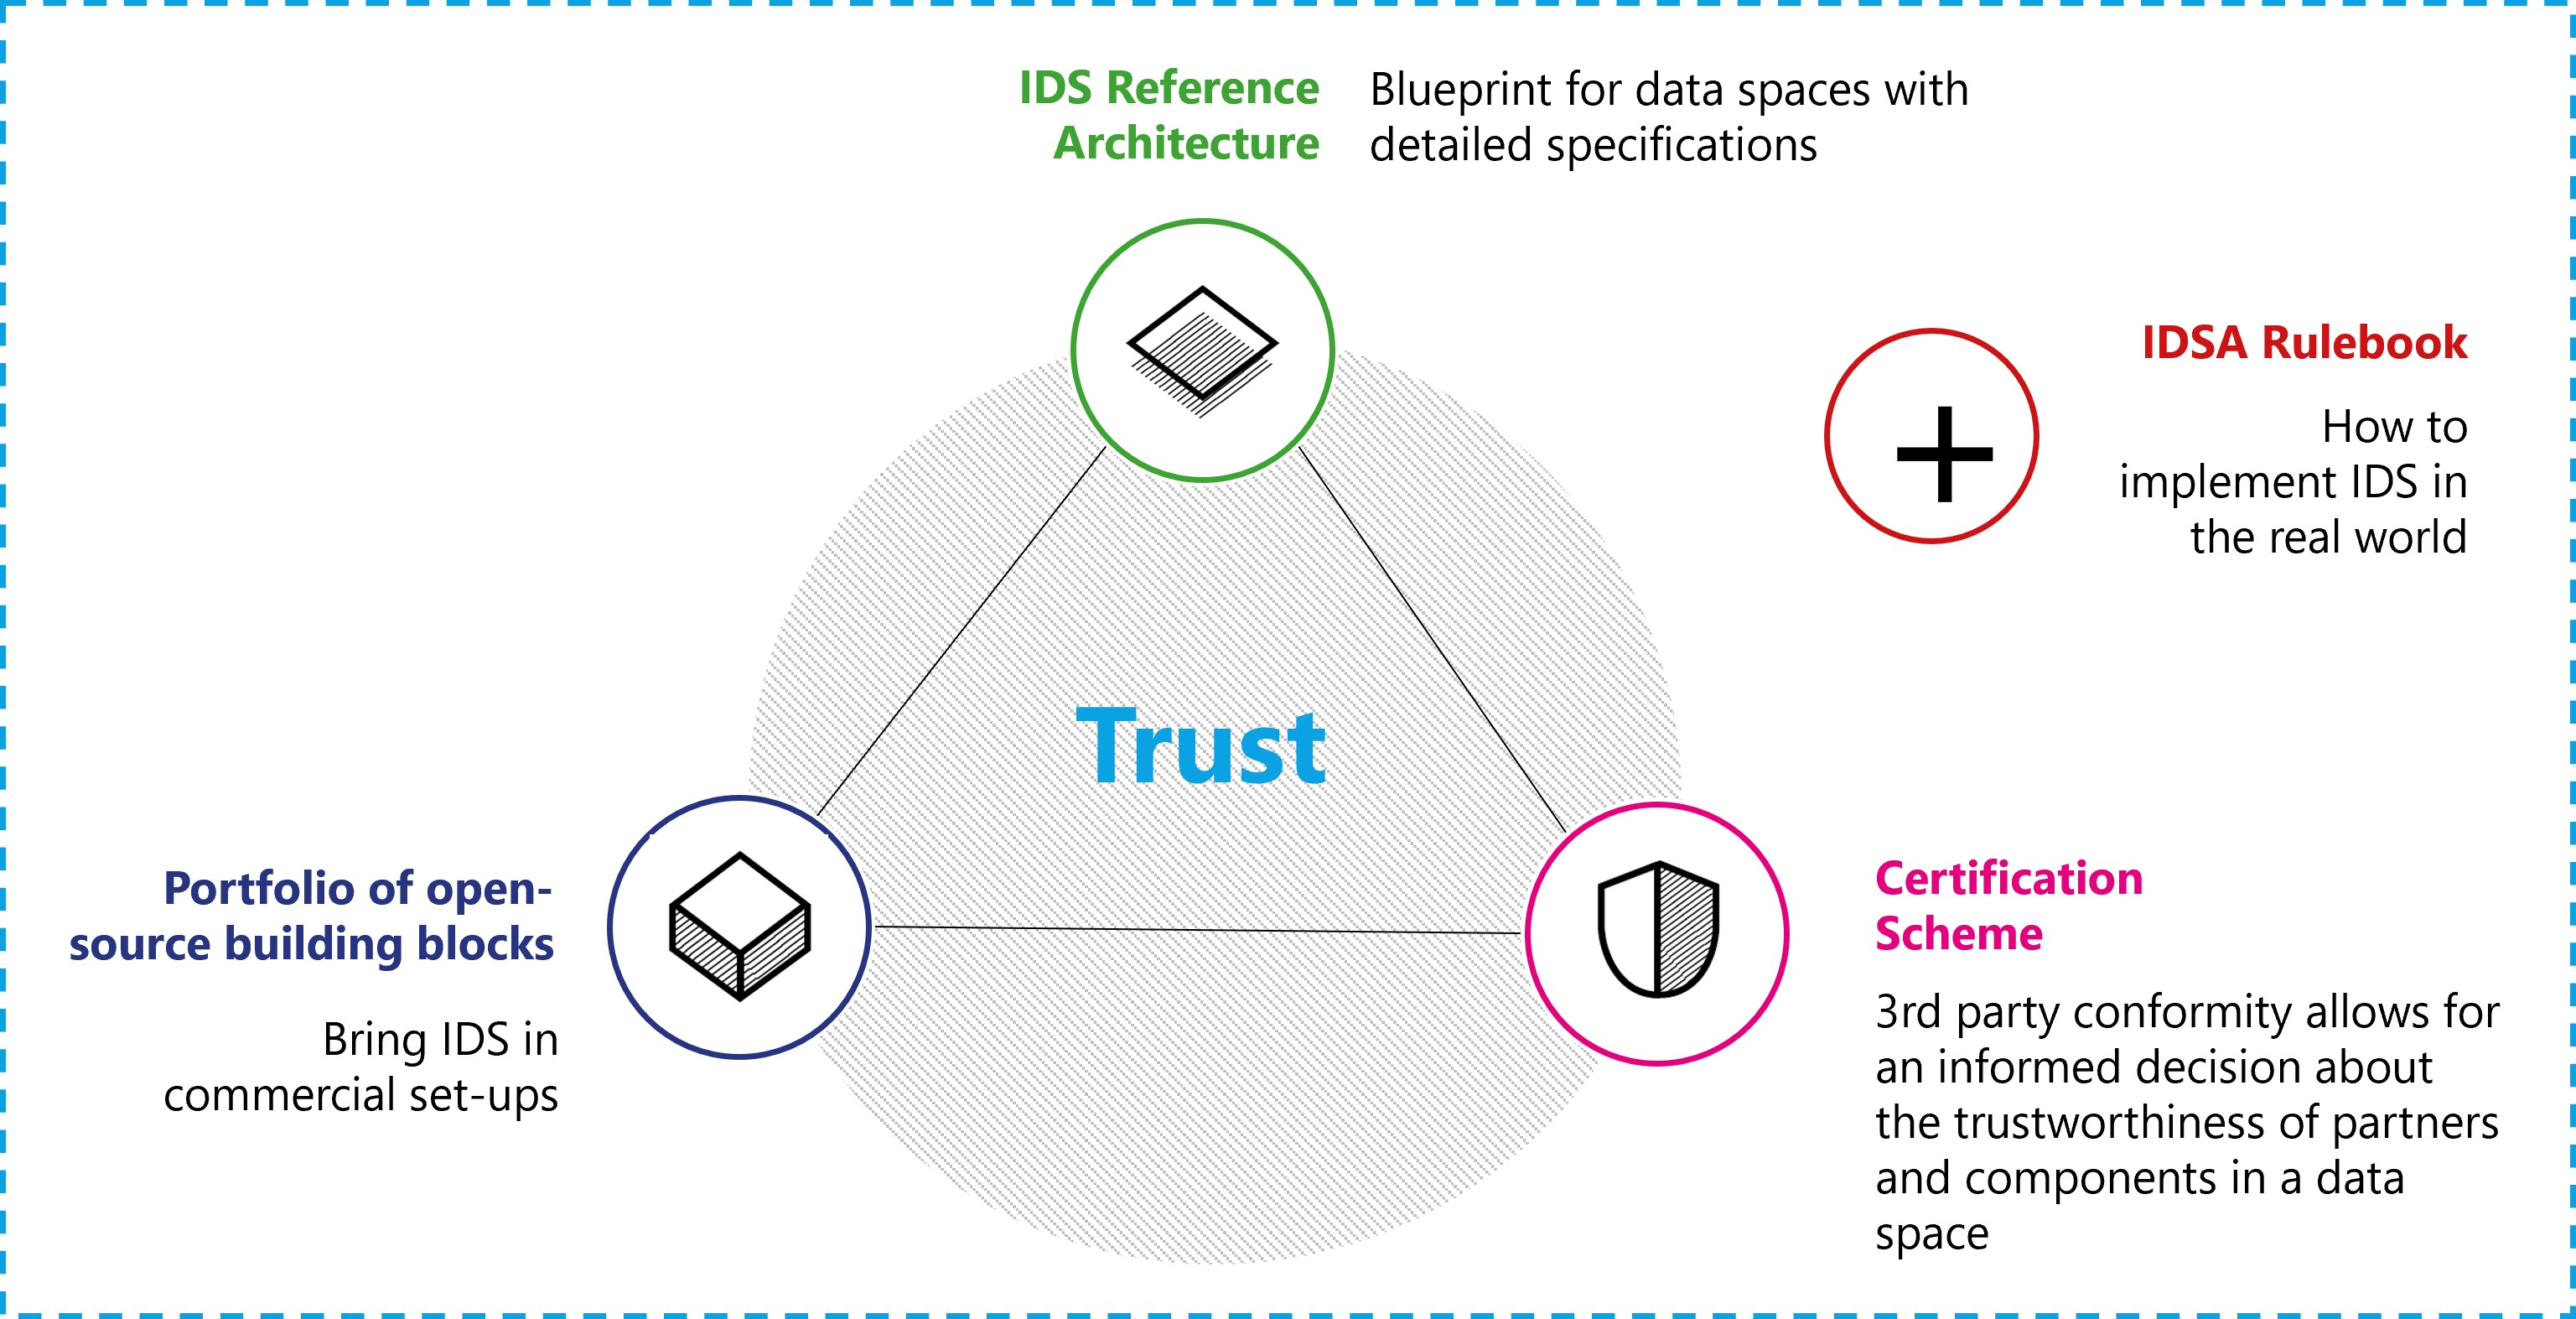 IDS Reference
Architecture
Blueprint for data spaces with
detailed specifications
IDSA Rulebook
How to
implement IDS in
the real world
Trust
Portfolio of open-
source building blocks
Bring IDS in
commercial set-ups
Certification
Scheme
3rd party conformity allows for
an informed decision about
the trustworthiness of partners
and components in a data
space